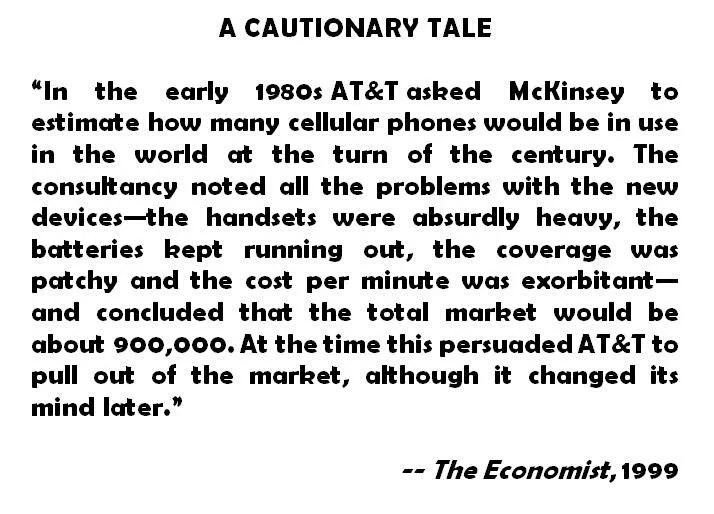 A CAUTIONARY TALE
“In the early 1980s AT&T asked McKinsey to
estimate how many cellular phones would be in use
in the world at the turn of the century. The
consultancy noted all the problems with the new
devices—the handsets were absurdly heavy, the
batteries kept running out, the coverage was
patchy and the cost per minute was exorbitant—
and concluded that the total market would be
about 900,000. At the time this persuaded AT&T to
pull out of the market, although it changed its
mind later.”
-- The Economist, 1999